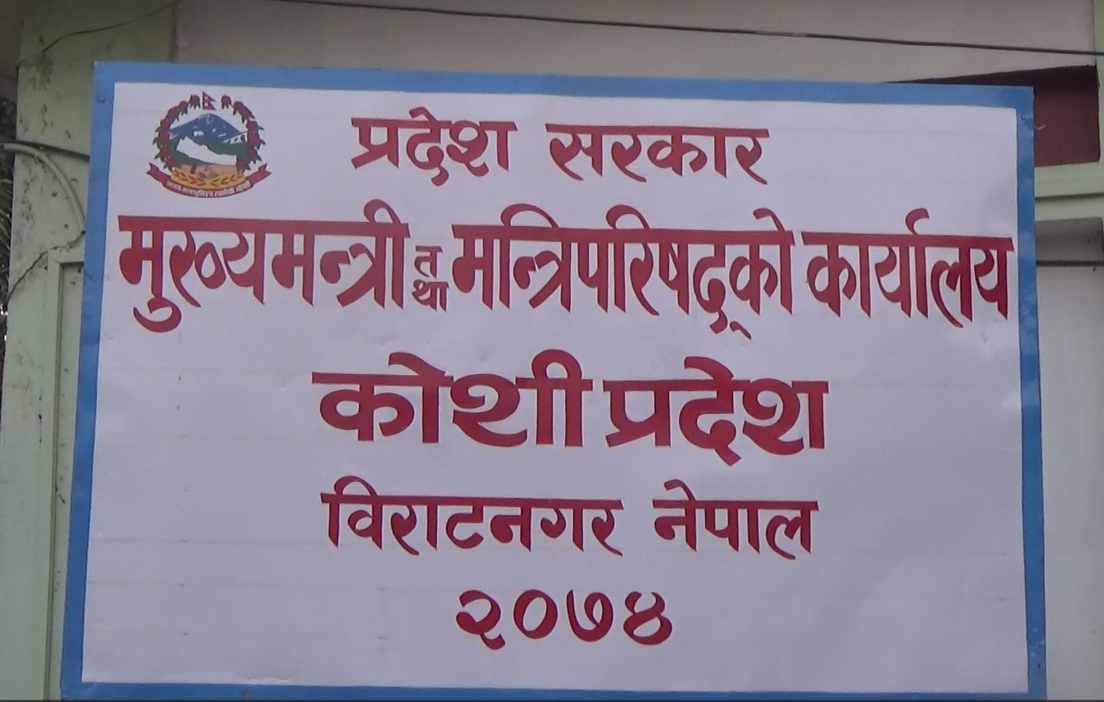 प्रदेश सरकार
मुख्यमन्त्री तथा मन्त्रिपरिषद्को कार्यालय
कोशी प्रदेश
विराटनगर नेपाल
२०७४